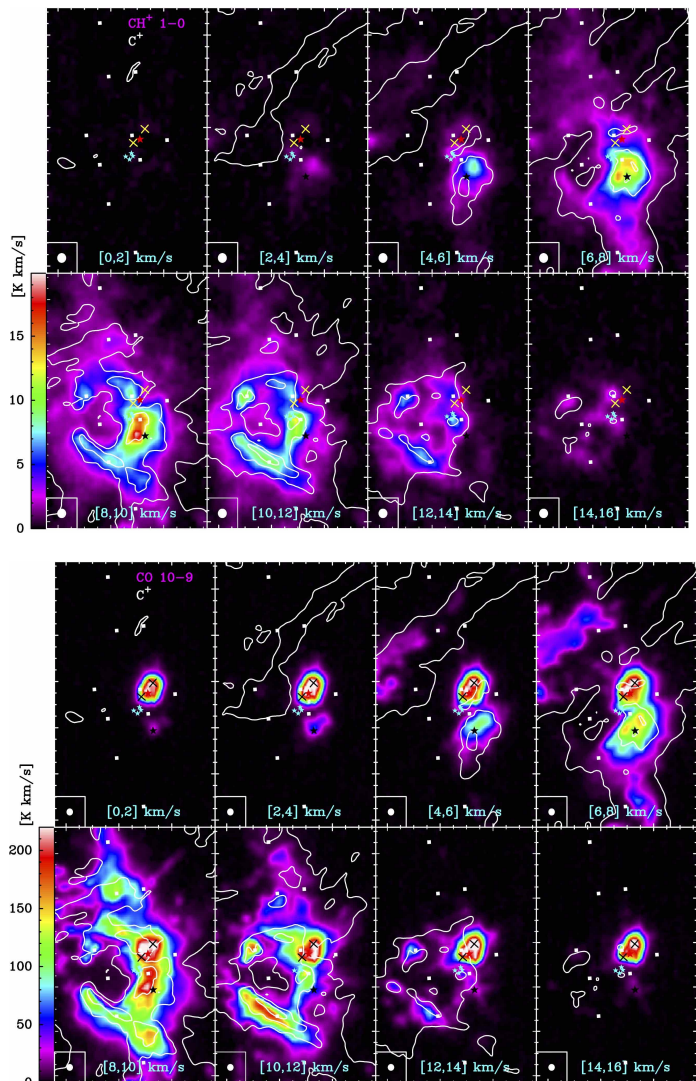 CH⁺ 1-0
C⁺
[0,2] km/s
[2,4] km/s
[4,6] km/s
[6,8] km/s
[K km/s]
15
10
5
0
[8,10] km/s
[10,12] km/s
[12,14] km/s
[14,16] km/s
CO 10-9
C⁺
[0,2] km/s
[2,4] km/s
[4,6] km/s
[6,8] km/s
[K km/s]
200
150
100
50
0
[8,10] km/s
[10,12] km/s
[12,14] km/s
[14,16] km/s